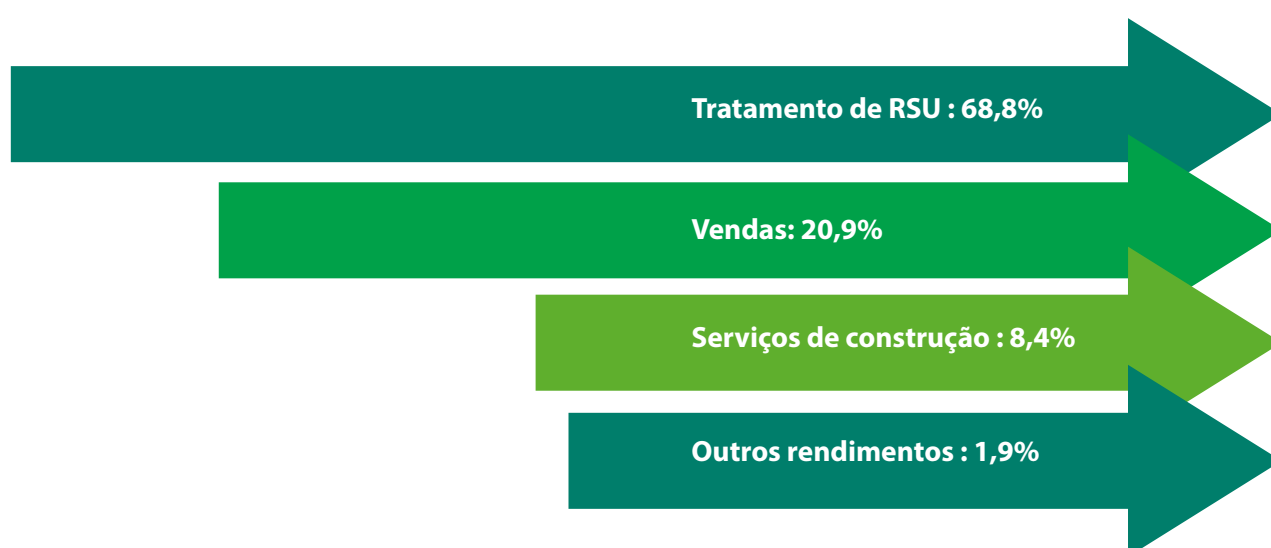 Tratamento de RSU : 68,8%
Vendas: 20,9%
Serviços de construção : 8,4%
Outros rendimentos : 1,9%